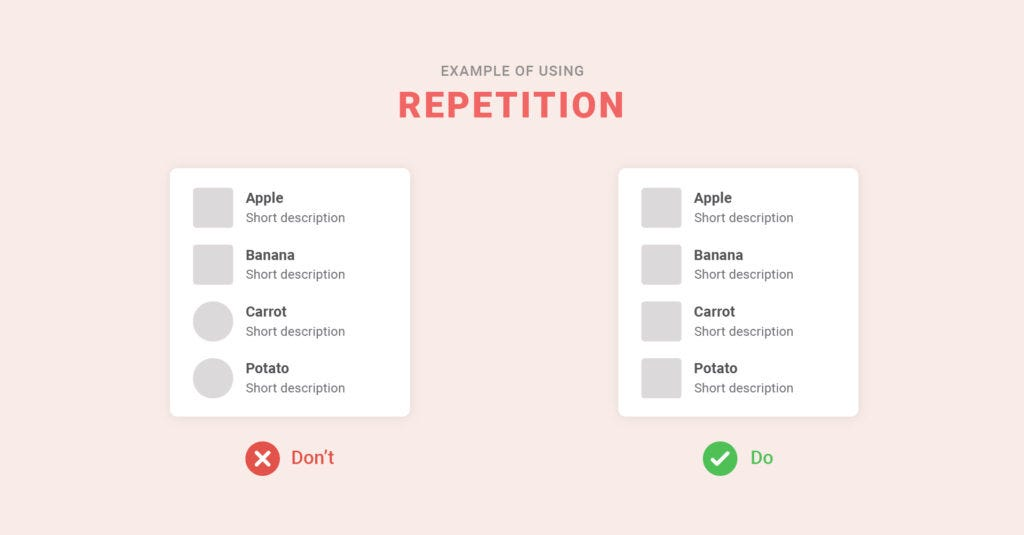 EXAMPLE OF USING
REPETITION
Apple
Short description
Banana
Short description
Carrot
Short description
Potato
Short description
Don’t
Apple
Short description
Banana
Short description
Carrot
Short description
Potato
Short description
Do